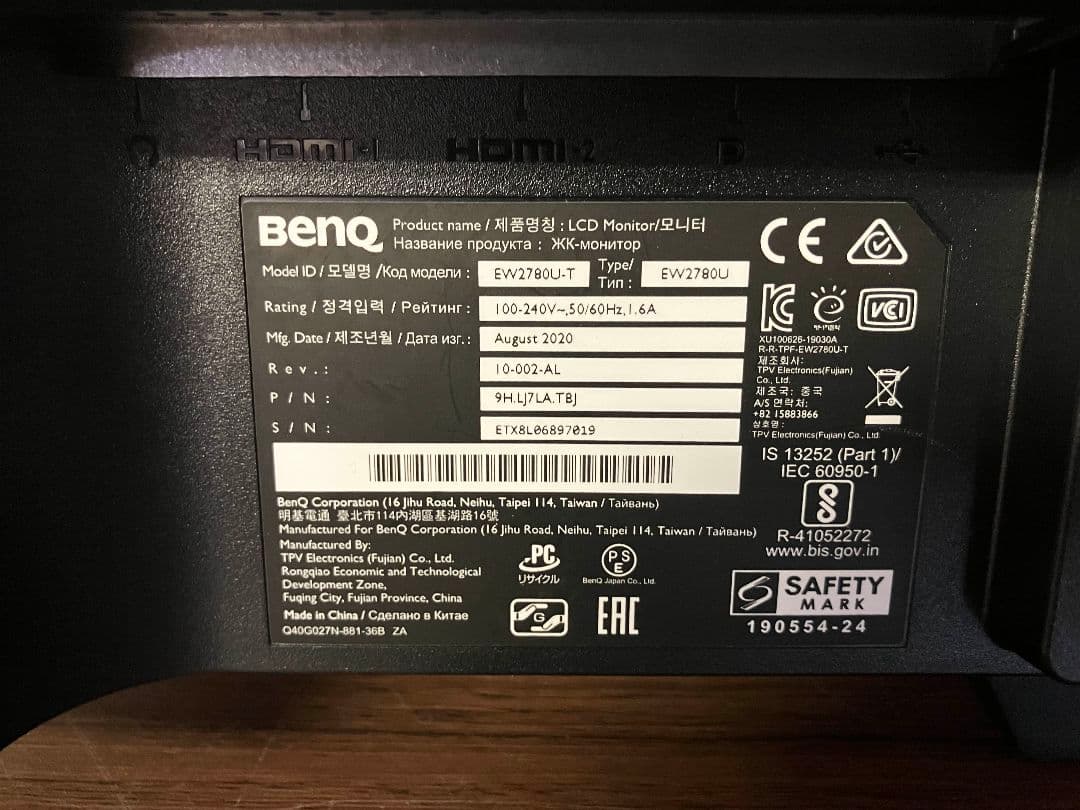 HDMI-1 HDMI-2
BenQ
Product name / 제품명칭 : LCD Monitor/모니터
Название продукта : ЖК-монитор
Model ID / 모델명 /Код модели : EW2780U-T Type/ Тип : EW2780U
Rating / 정격입력 / Рейтинг : 100-240V~,50/60Hz,1.6A
Mfg. Date / 제조년월 / Дата изг.: August 2020
Rev.: 10-002-AL
P/N: 9H.LJ7LA.TBJ
S/N: ETX8L06897019
BenQ Corporation (16 Jihu Road, Neihu, Taipei 114, Taiwan / Тайвань)
明基電通 臺北市114內湖區基湖路16號
Manufactured For BenQ Corporation (16 Jihu Road, Neihu, Taipei 114, Taiwan / Тайвань)
Manufactured By:
TPV Electronics (Fujian) Co., Ltd.
Rongqiao Economic and Technological
Development Zone,
Fuqing City, Fujian Province, China
Made in China / Сделано в Китае
Q40G027N-881-36B ZA
PC
リサイクル
PSE
BenQ Japan Co., Ltd.
G
EAC
CE
KC
VCCI
XU100626-19030A
R-R-TPF-EW2780U-T
제조회사:
TPV Electronics(Fujian)
Co., Ltd.
제조국: 중국
A/S 연락처:
+82 15883866
상호명 :
TPV Electronics(Fujian) Co., Ltd.
IS 13252 (Part 1)/
IEC 60950-1
R-41052272
www.bis.gov.in
SAFETY
MARK
190554-24